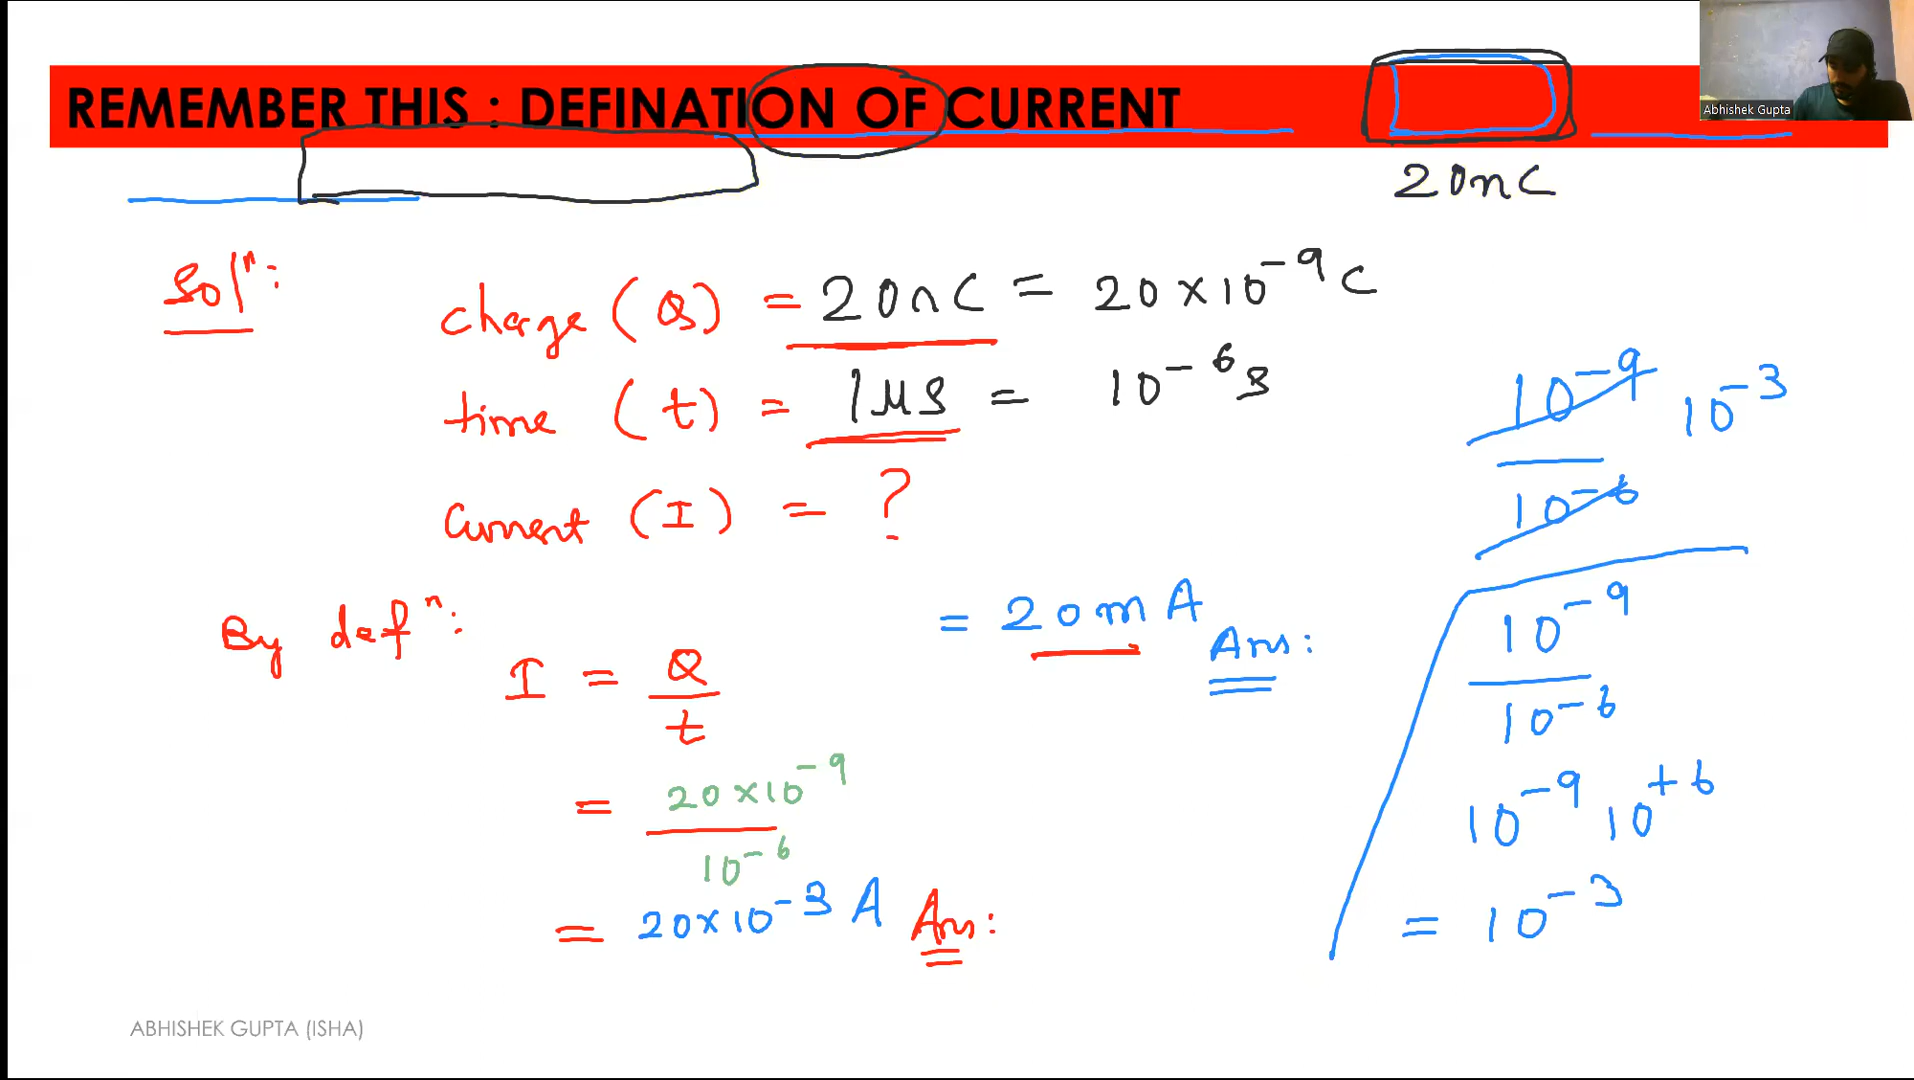 REMEMBER THIS : DEFINATION OF CURRENT
Abhishek Gupta
20nC
Solⁿ:
charge (Q) = 20nC = 20×10⁻⁹ C
time (t) = 1μs = 10⁻⁶ s
Current (I) = ?
By defⁿ:
I = Q/t
= 20×10⁻⁹ / 10⁻⁶
= 20×10⁻³ A Ans:
= 20mA Ans:
10⁻⁹ / 10⁻⁶ 10⁻³
10⁻⁹ / 10⁻⁶
10⁻⁹ 10⁺⁶
= 10⁻³
ABHISHEK GUPTA (ISHA)